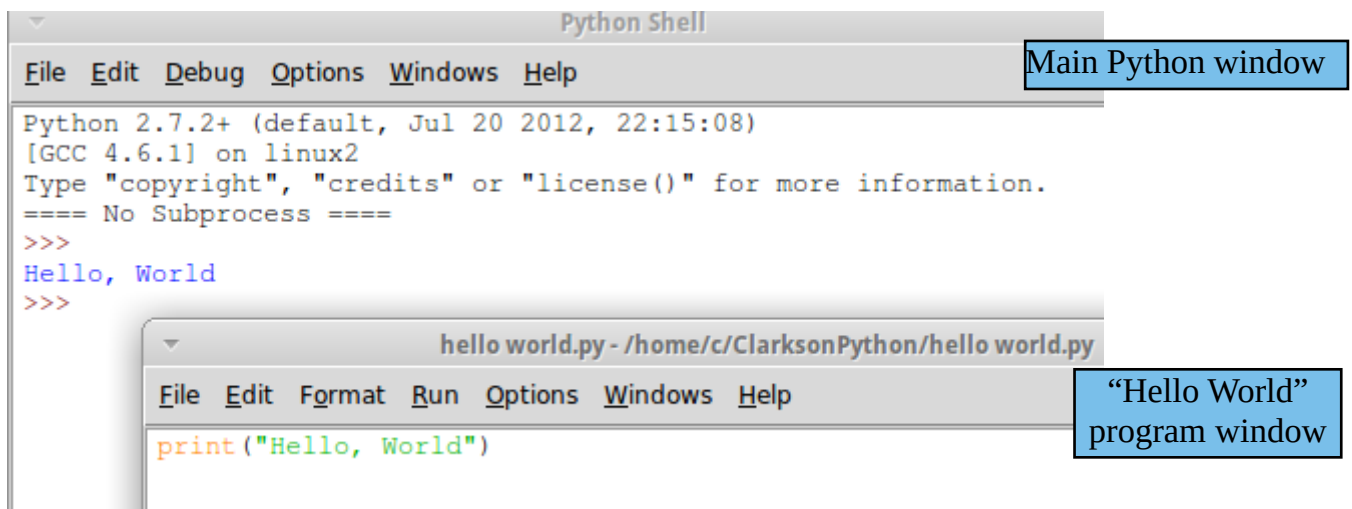 Python Shell
Main Python window
File Edit Debug Options Windows Help
Python 2.7.2+ (default, Jul 20 2012, 22:15:08)
[GCC 4.6.1] on linux2
Type "copyright", "credits" or "license()" for more information.
==== No Subprocess ====
>>>
Hello, World
>>>
hello world.py - /home/c/ClarksonPython/hello world.py
File Edit Format Run Options Windows Help
“Hello World”
program window
print("Hello, World")